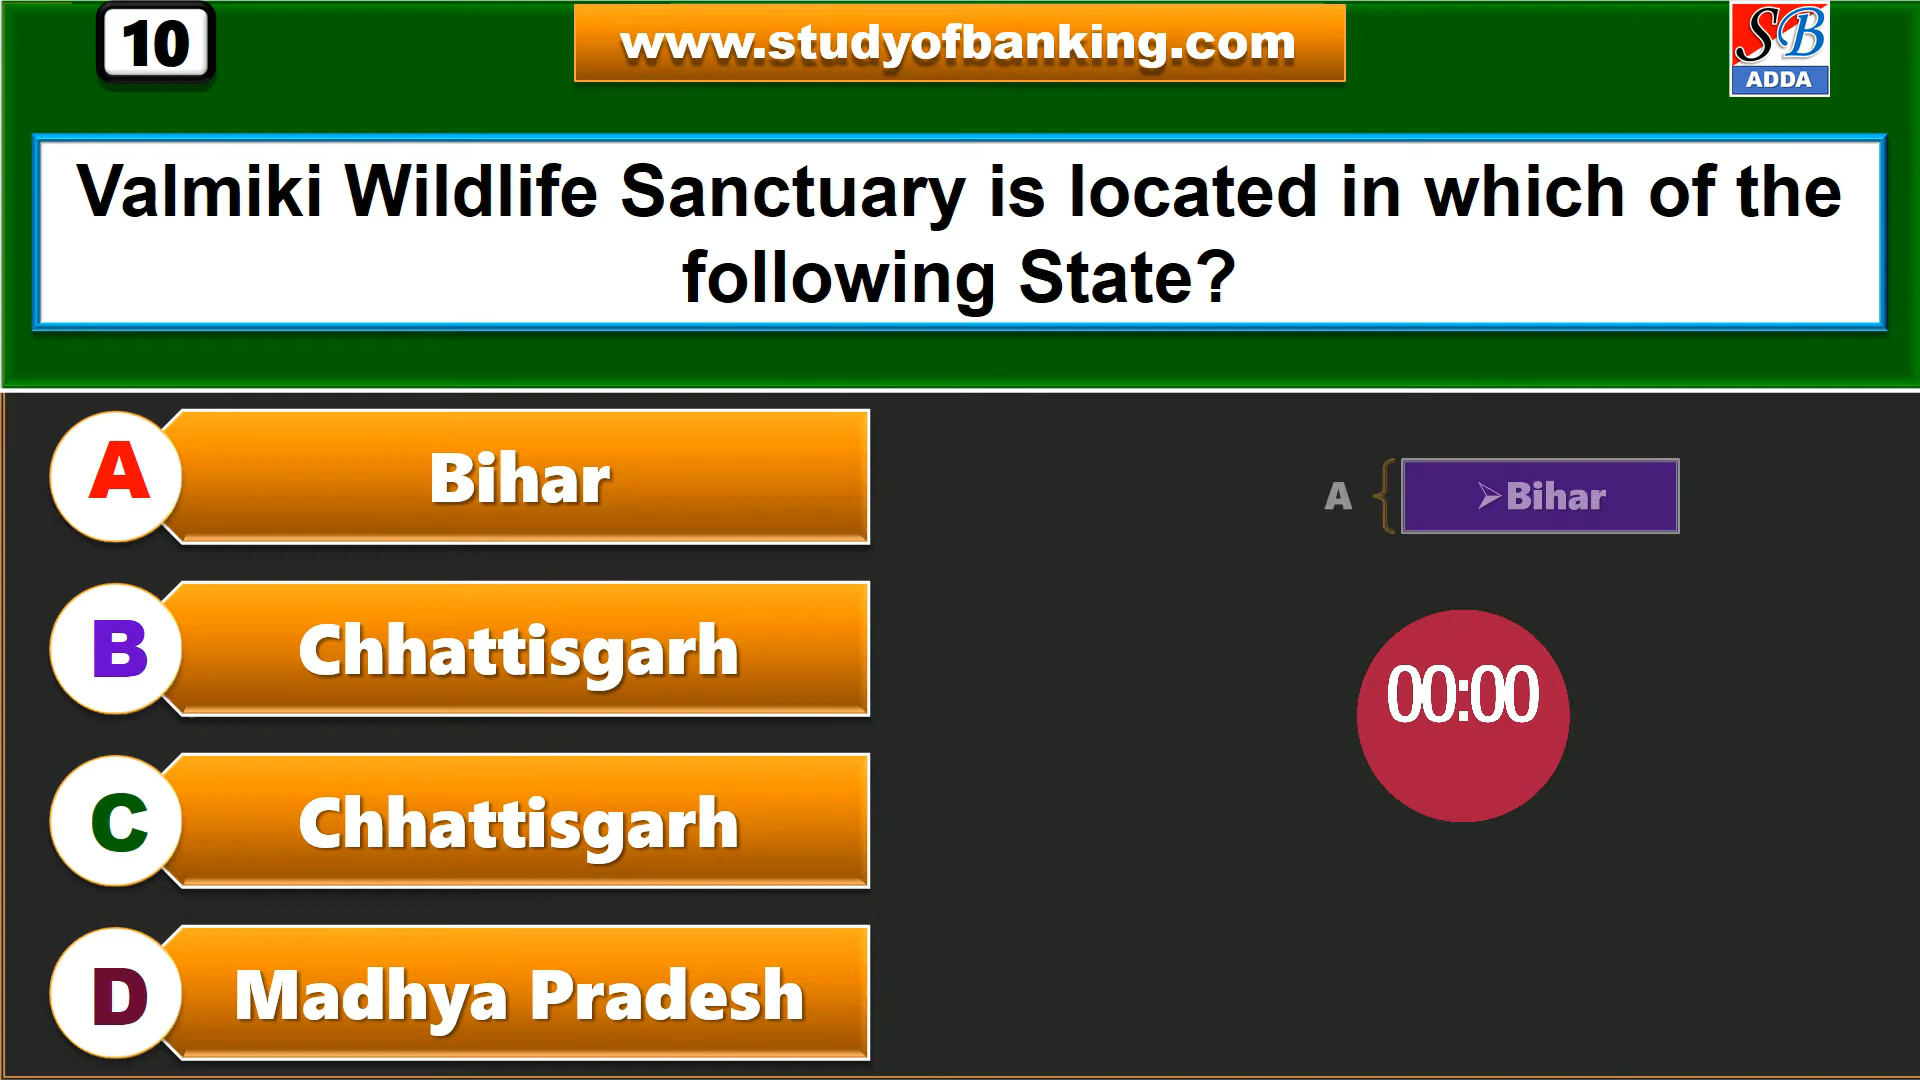 10
www.studyofbanking.com
SB
ADDA
Valmiki Wildlife Sanctuary is located in which of the
following State?
A Bihar
A ➢Bihar
B Chhattisgarh
00:00
C Chhattisgarh
D Madhya Pradesh